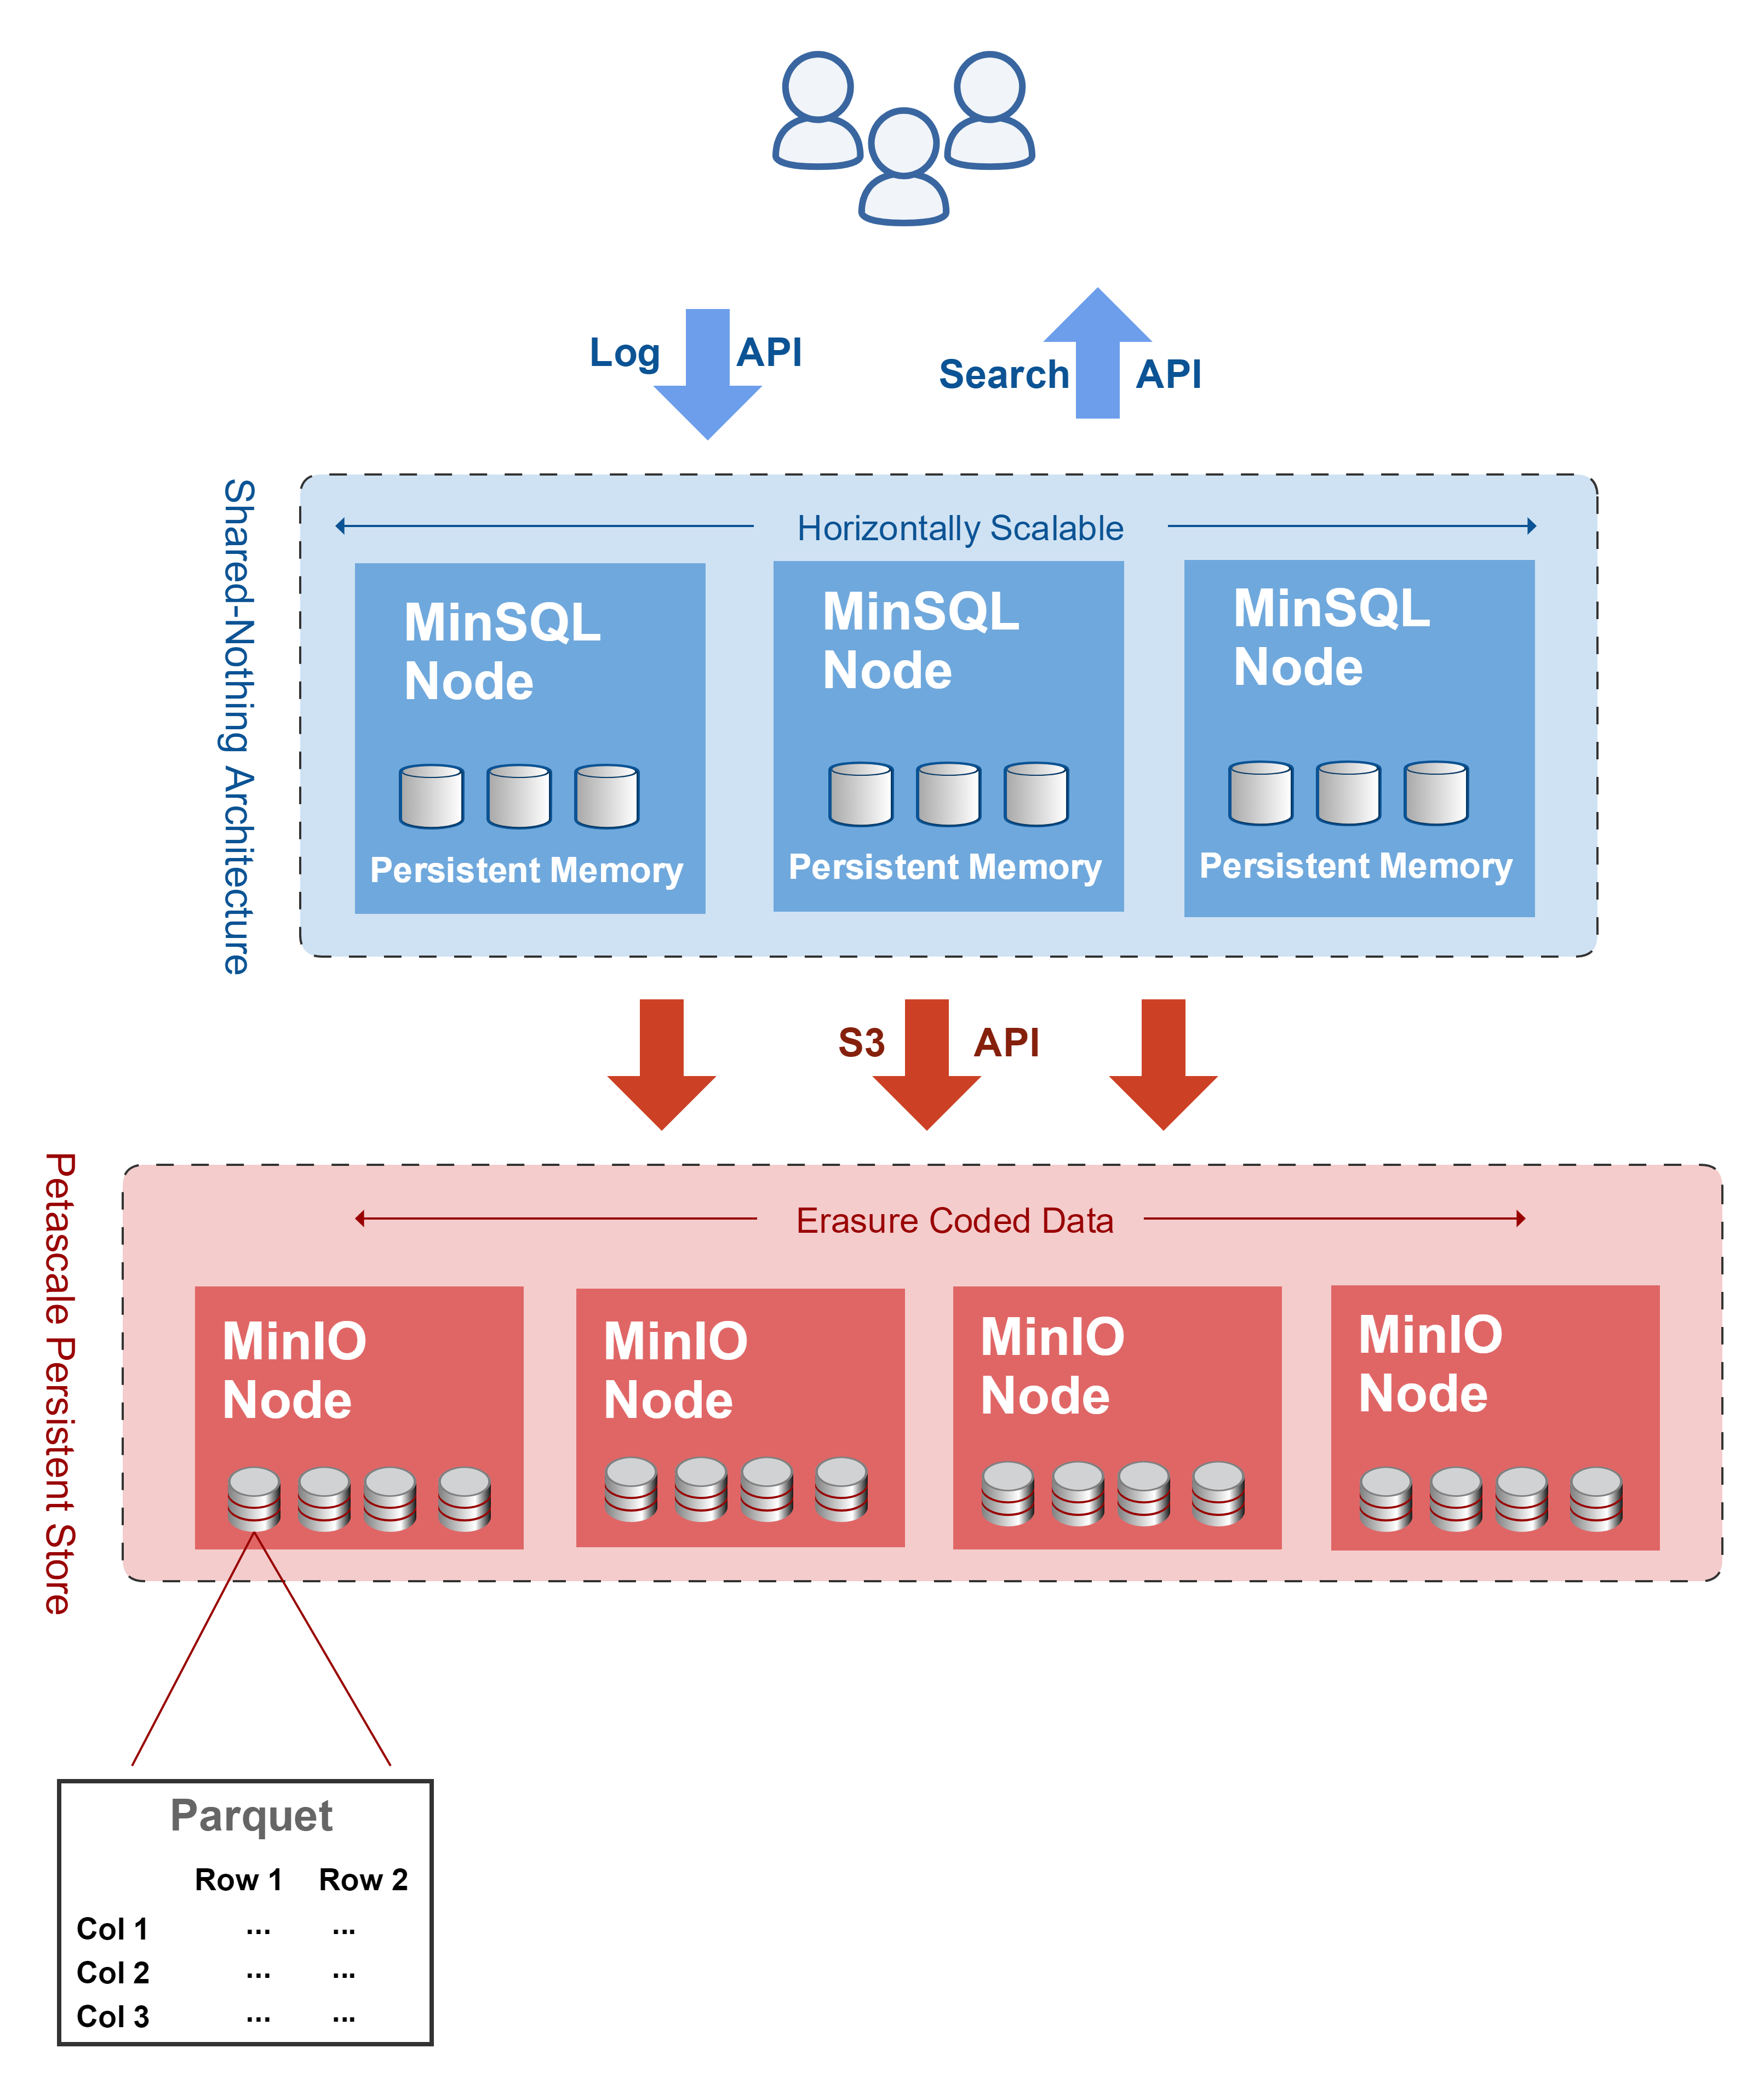 Log API
Search API
Shared-Nothing Architecture
Horizontally Scalable
MinSQL
Node
Persistent Memory
MinSQL
Node
Persistent Memory
MinSQL
Node
Persistent Memory
S3 API
Petascale Persistent Store
Erasure Coded Data
MinIO
Node
MinIO
Node
MinIO
Node
MinIO
Node
Parquet
Row 1 Row 2
Col 1 ... ...
Col 2 ... ...
Col 3 ... ...